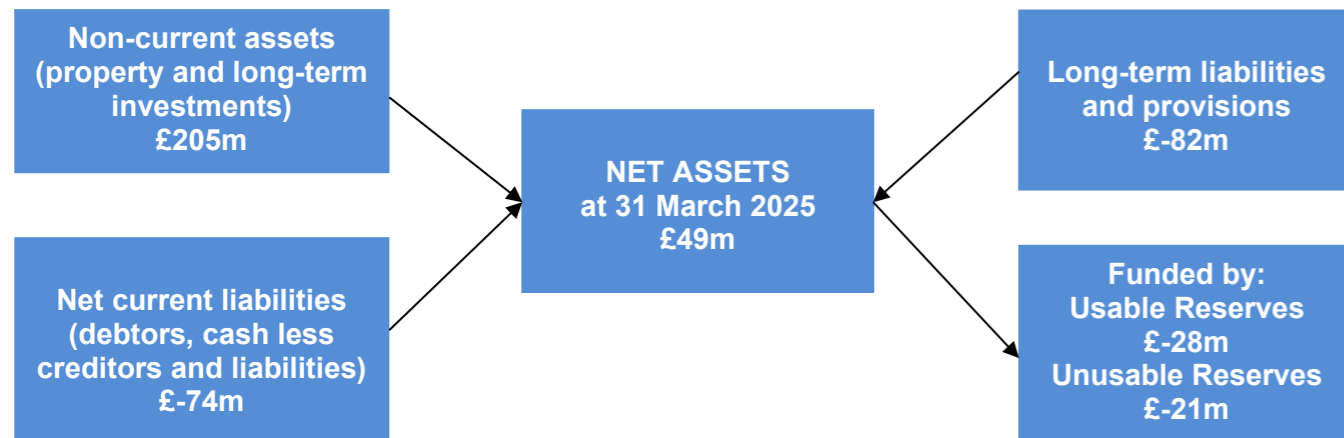 Non-current assets
(property and long-term
investments)
£205m
Net current liabilities
(debtors, cash less
creditors and liabilities)
£-74m
NET ASSETS
at 31 March 2025
£49m
Long-term liabilities
and provisions
£-82m
Funded by:
Usable Reserves
£-28m
Unusable Reserves
£-21m